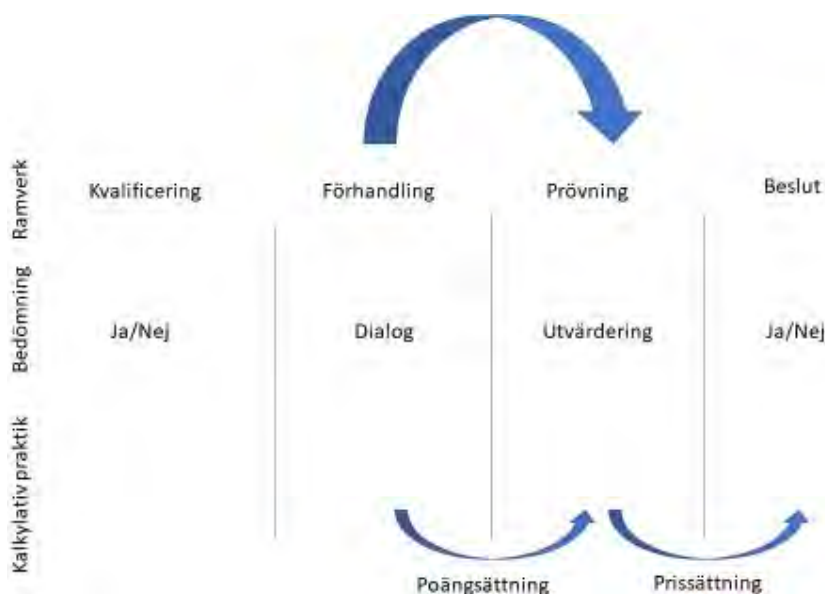 Ramverk
Kvalificering
Förhandling
Prövning
Beslut
Bedömning
Ja/Nej
Dialog
Utvärdering
Ja/Nej
Kalkylativ praktik
Poängsättning
Prissättning